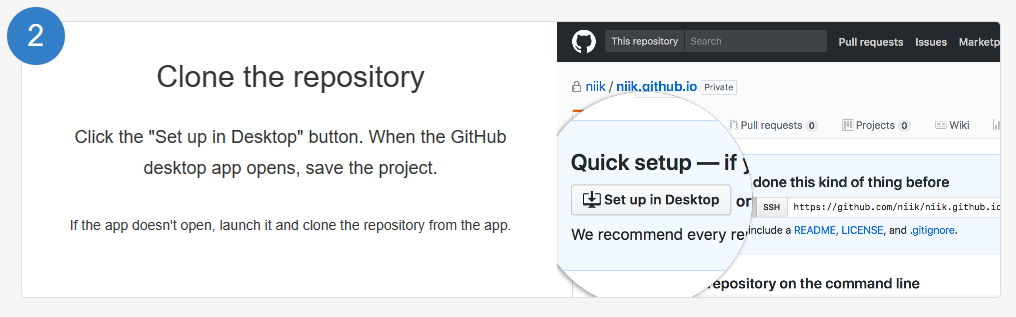 2
Clone the repository
Click the "Set up in Desktop" button. When the GitHub
desktop app opens, save the project.
If the app doesn't open, launch it and clone the repository from the app.
This repository Search Pull requests Issues
niik / niik.github.io Private
Pull requests 0 Projects 0 Wiki
Quick setup — if
done this kind of thing before
Set up in Desktop or SSH https://github.com/niik/niik.github.io
We recommend every include a README, LICENSE, and .gitignore.
repository on the command line